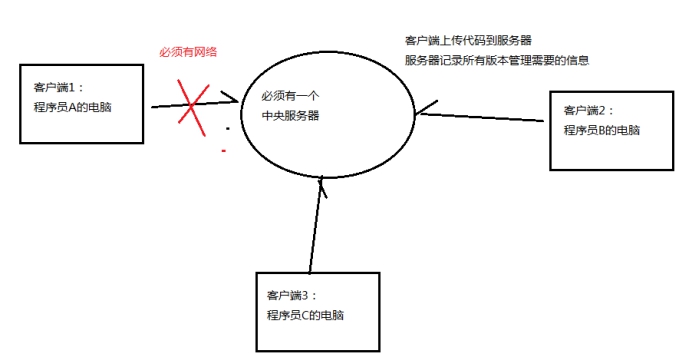 客户端上传代码到服务器
服务器记录所有版本管理需要的信息
必须有网络
客户端1：
程序员A的电脑
必须有一个
中央服务器
客户端2：
程序员B的电脑
客户端3：
程序员C的电脑